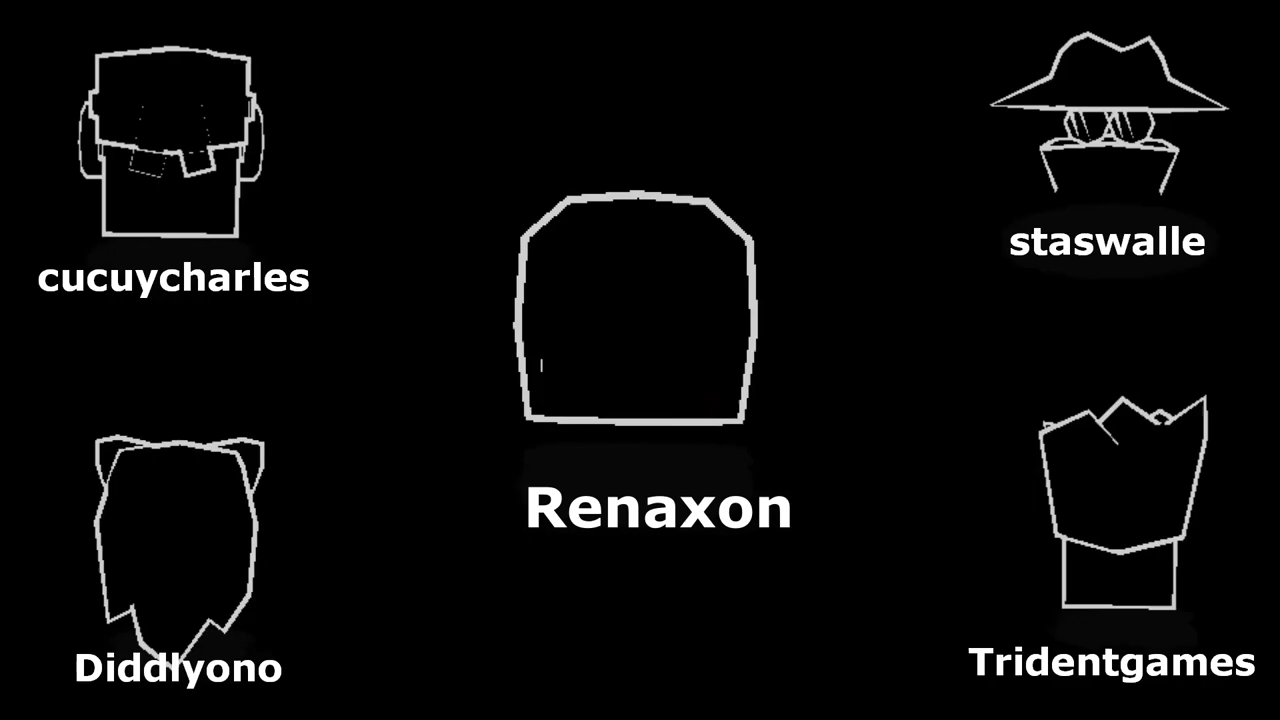 cucuycharles
staswalle
Renaxon
Diddlyono
Tridentgames